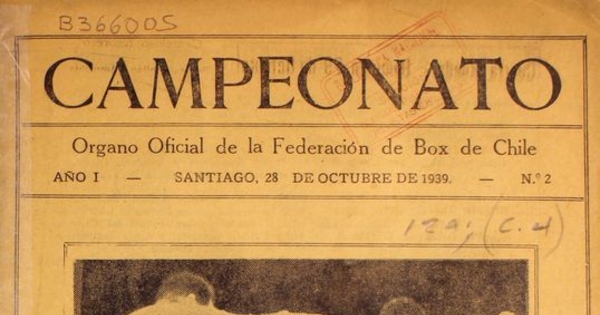 B366005
CAMPEONATO
Organo Oficial de la Federación de Box de Chile
AÑO I — SANTIAGO, 28 DE OCTUBRE DE 1939. — N.º 2
(C.4)